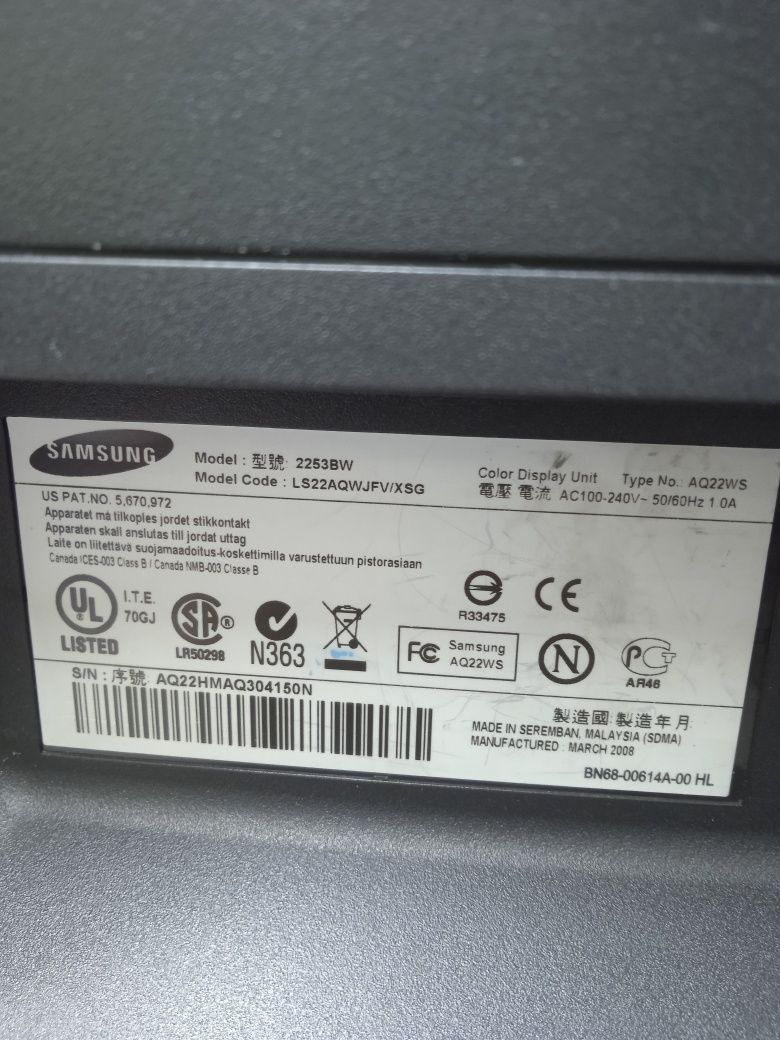 SAMSUNG
Model : 型號: 2253BW
Model Code : LS22AQWJFV/XSG
Color Display Unit Type No.: AQ22WS
電壓 電流 AC100-240V~ 50/60Hz 1.0A
US PAT.NO. 5,670,972
Apparatet må tilkoples jordet stikkontakt
Apparaten skall anslutas till jordat uttag
Laite on liitettävä suojamaadoitus-koskettimilla varustettuun pistorasiaan
Canada ICES-003 Class B / Canada NMB-003 Classe B
UL ®
LISTED
I.T.E.
70GJ
SA ®
LR50298
N363
R33475
CE
FC Samsung
AQ22WS
N
PCT
AЯ46
S/N : 序號: AQ22HMAQ304150N
製造國 製造年月
MADE IN SEREMBAN, MALAYSIA (SDMA)
MANUFACTURED : MARCH 2008
BN68-00614A-00 HL